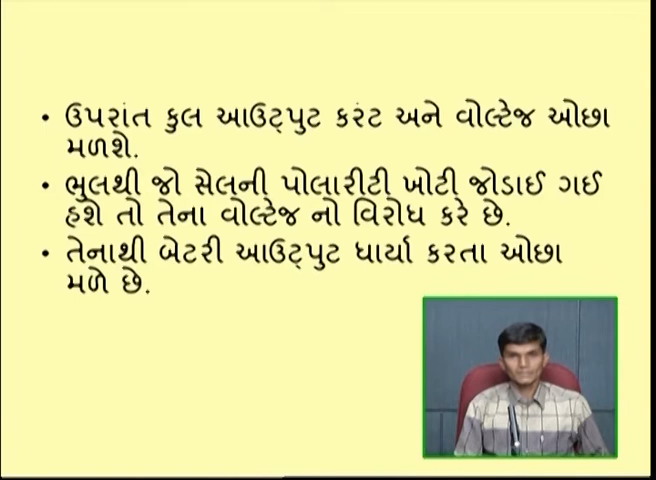 • ઉપરાંત કુલ આઉટ્પુટ કરંટ અને વોલ્ટેજ ઓછા
મળશે.
• ભુલથી જો સેલની પોલારીટી ખોટી જોડાઈ ગઈ
હશે તો તેના વોલ્ટેજ નો વિરોધ કરે છે.
• તેનાથી બેટરી આઉટ્પુટ ધાર્યા કરતા ઓછા
મળે છે.